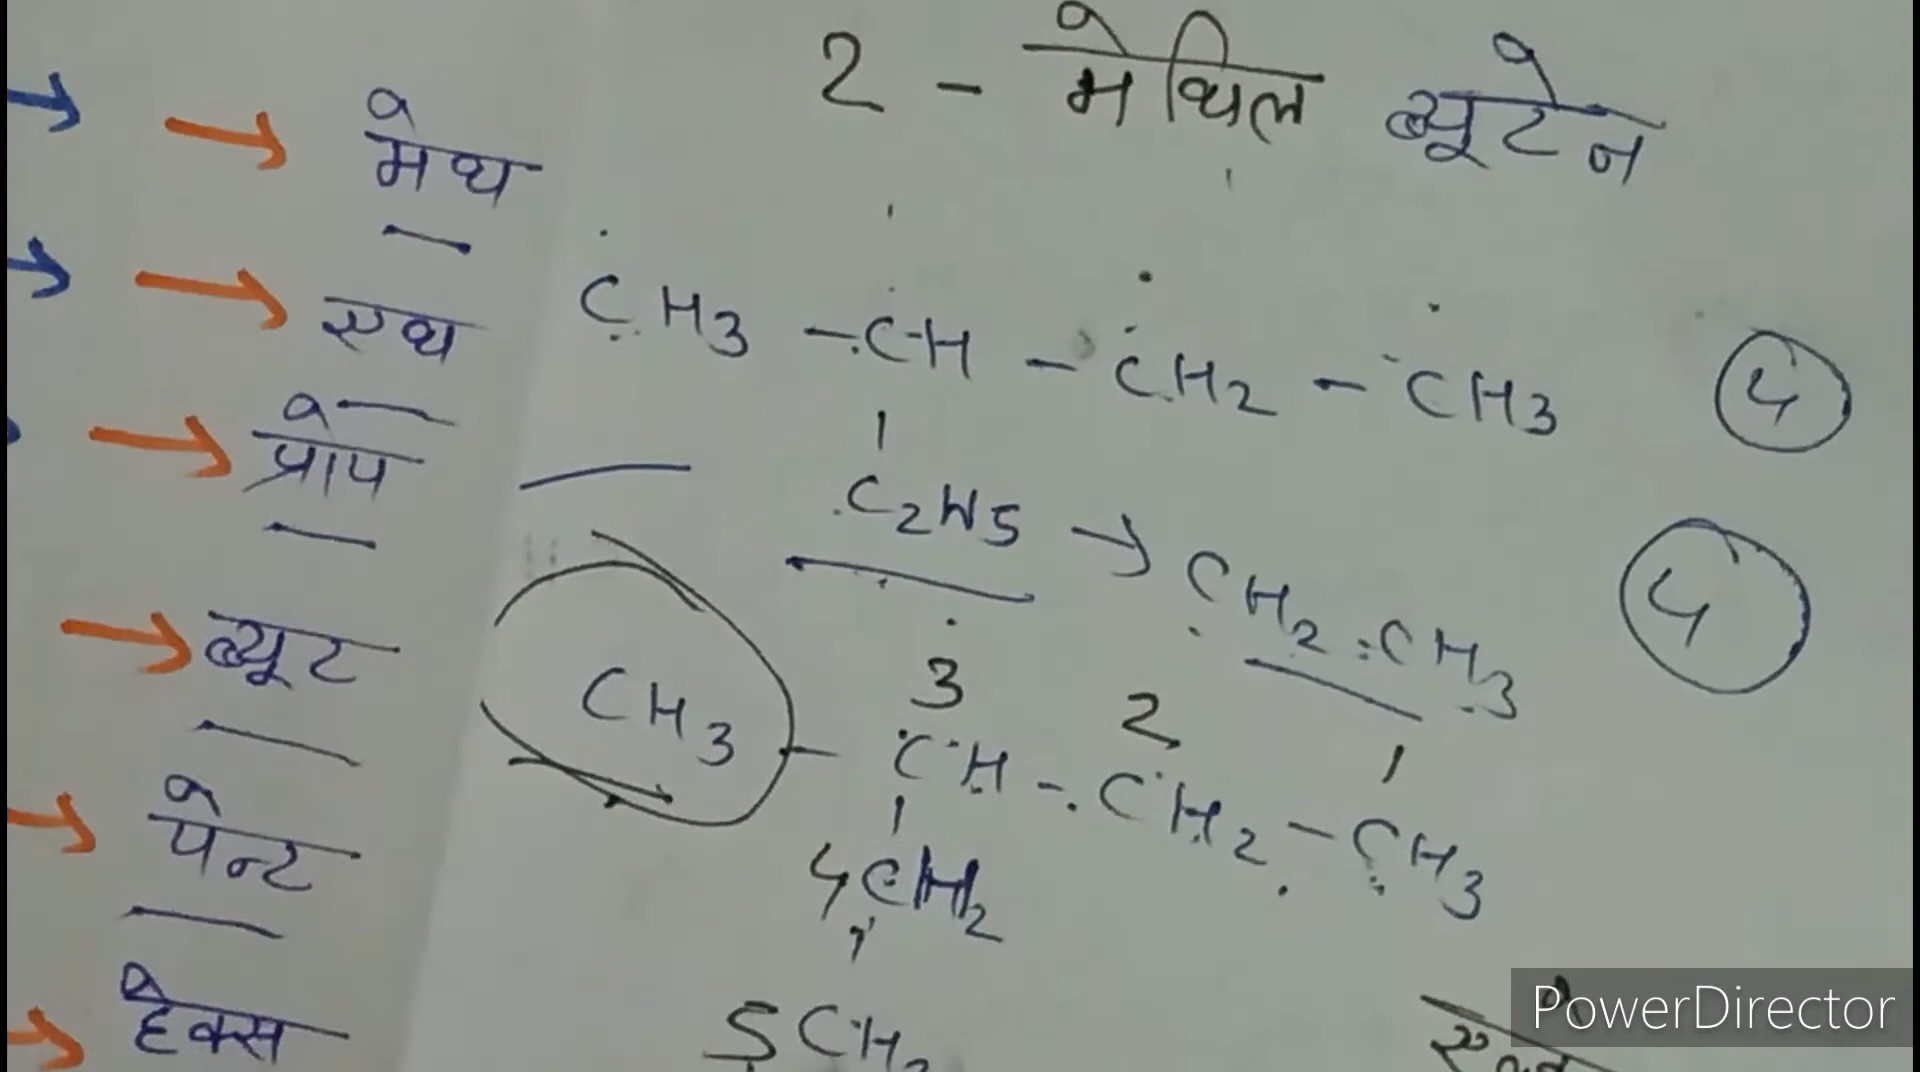 2 - मेथिल ब्यूटेन
मेथ
एथ
प्रोप
ब्यूट
पेन्ट
हेक्स
CH3 - CH - CH2 - CH3 4
C2H5 → CH2 - CH3 4
3 2 1
CH3 - CH - CH2 - CH3
4 CH2
5 CH3
PowerDirector